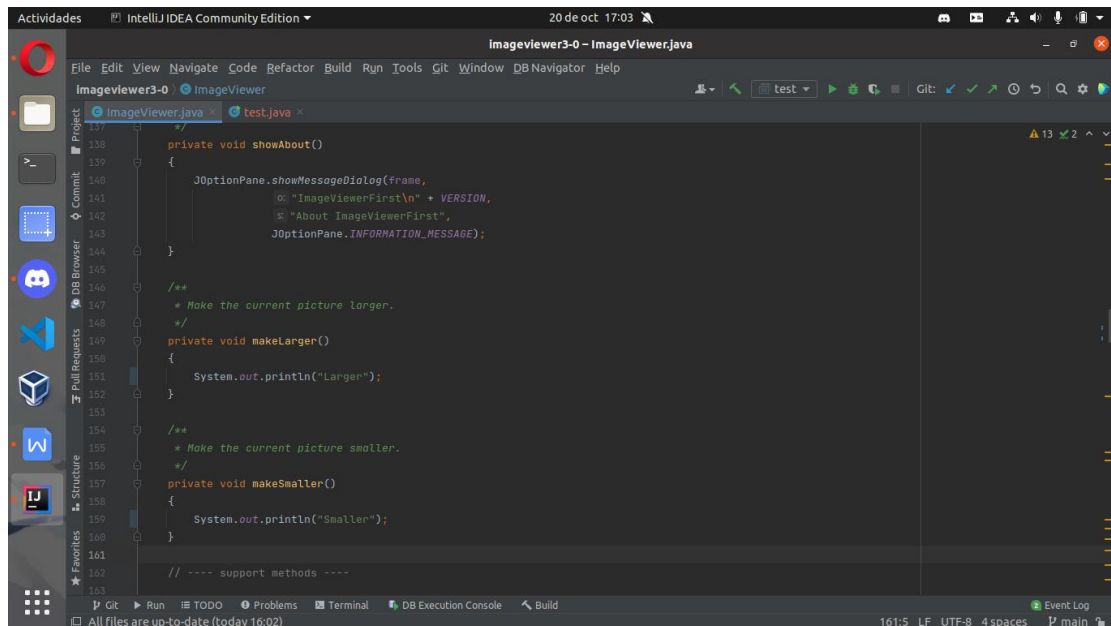 Actividades IntelliJ IDEA Community Edition 20 de oct 17:03
imageviewer3-0 – ImageViewer.java
File Edit View Navigate Code Refactor Build Run Tools Git Window DB Navigator Help
imageviewer3-0 ImageViewer test Git:
ImageViewer.java test.java
Project
Commit
DB Browser
Pull Requests
Structure
Favorites
13 2
137 */
138 private void showAbout()
139 {
140 JOptionPane.showMessageDialog(frame,
141 o: "ImageViewerFirst\n" + VERSION,
142 s: "About ImageViewerFirst",
143 JOptionPane.INFORMATION_MESSAGE);
144 }
145
146 /**
147 * Make the current picture larger.
148 */
149 private void makeLarger()
150 {
151 System.out.println("Larger");
152 }
153
154 /**
155 * Make the current picture smaller.
156 */
157 private void makeSmaller()
158 {
159 System.out.println("Smaller");
160 }
161
162 // ---- support methods ----
163
Git Run TODO Problems Terminal DB Execution Console Build 2 Event Log
All files are up-to-date (today 16:02) 161:5 LF UTF-8 4 spaces main